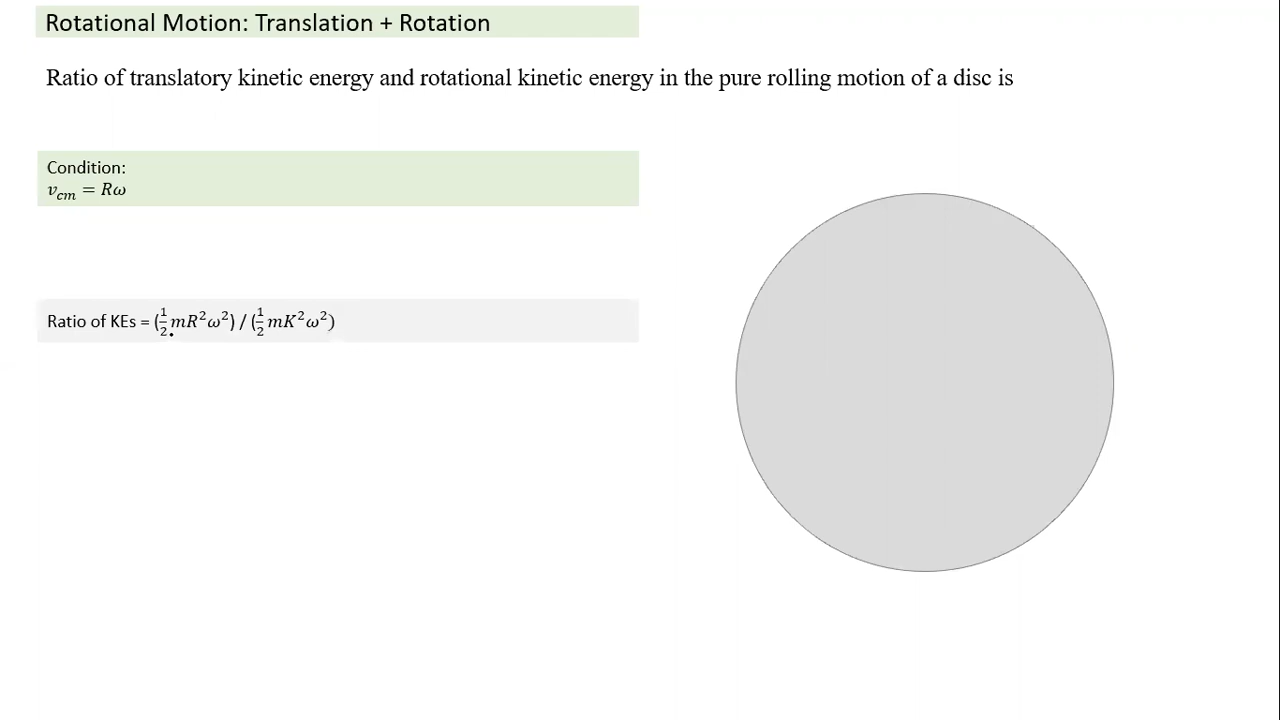 Rotational Motion: Translation + Rotation
Ratio of translatory kinetic energy and rotational kinetic energy in the pure rolling motion of a disc is
Condition:
𝑣𝑐𝑚 = 𝑅𝜔
Ratio of KEs = (½𝑚𝑅²𝜔²) / (½𝑚𝐾²𝜔²)